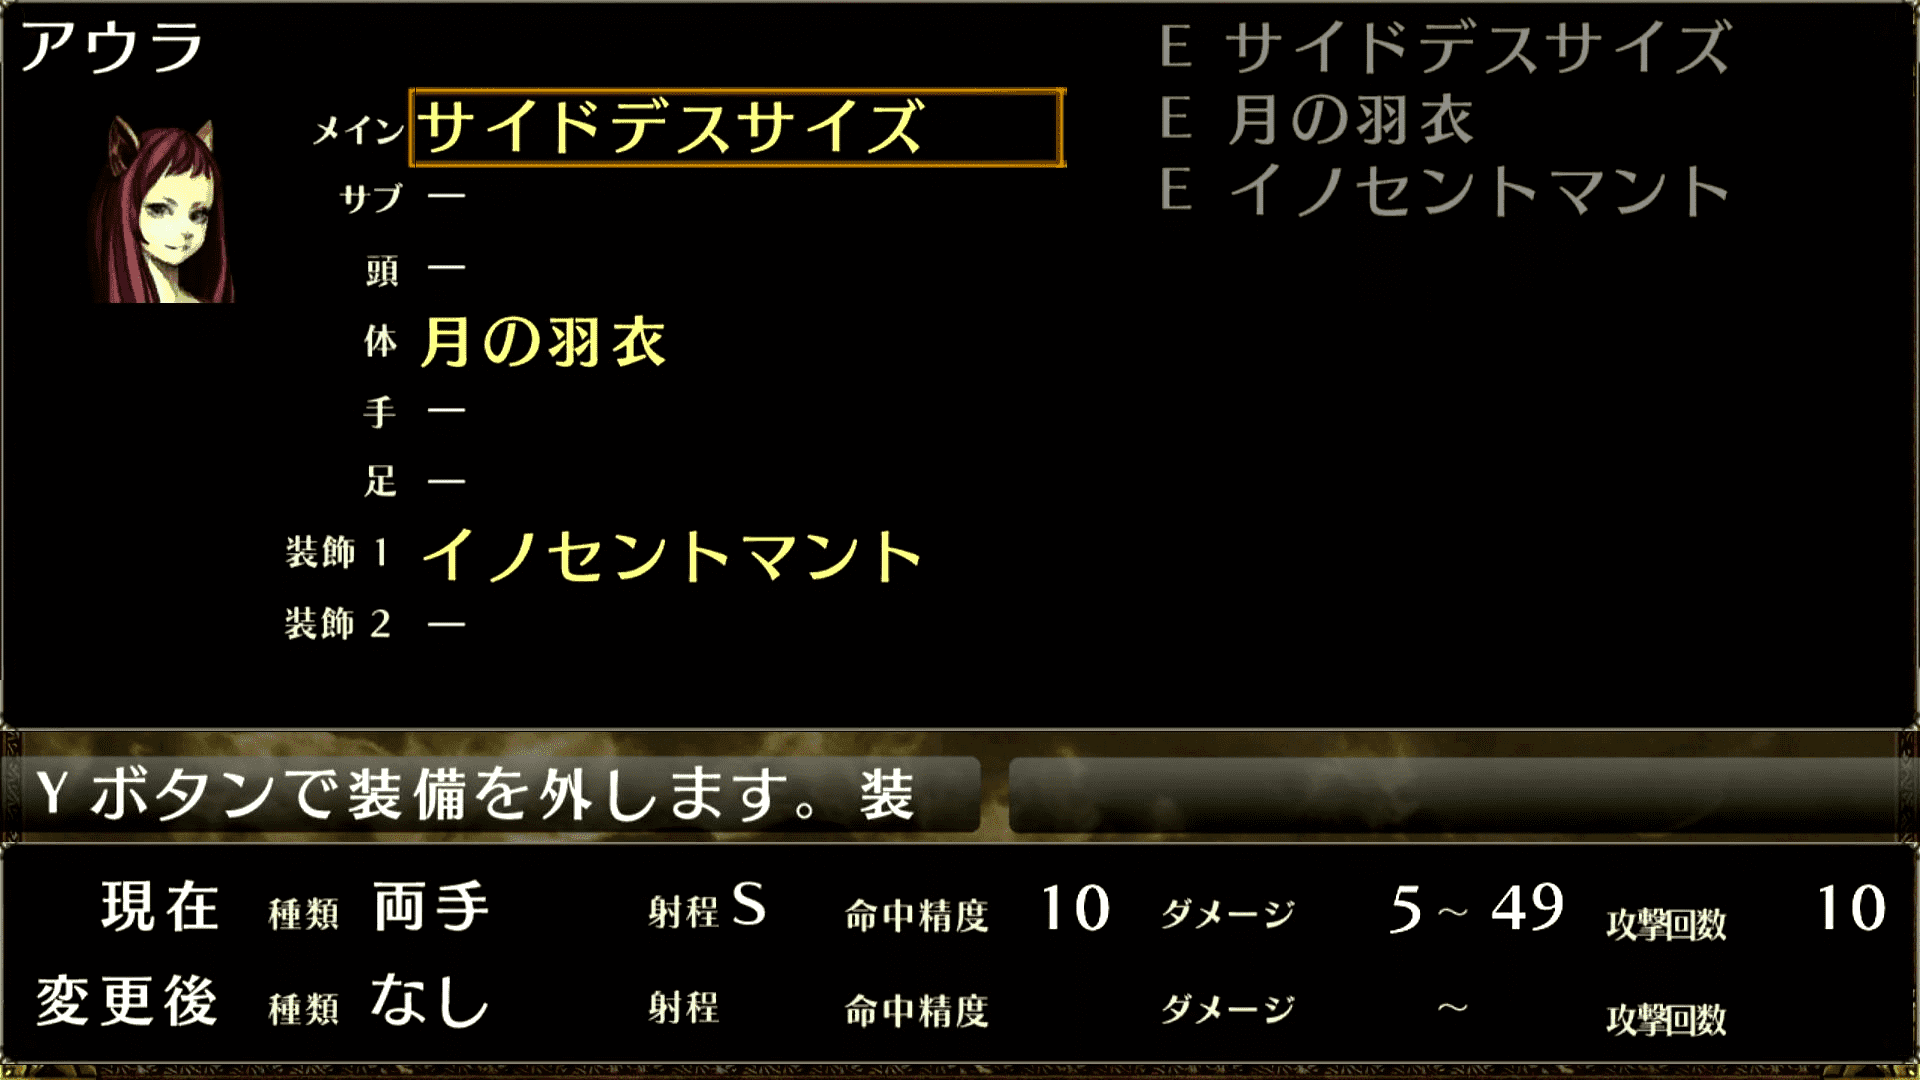 アウラ
メイン サイドデスサイズ
サブ —
頭 —
体 月の羽衣
手 —
足 —
装飾 1 イノセントマント
装飾 2 —
E サイドデスサイズ
E 月の羽衣
E イノセントマント
Y ボタンで装備を外します。装
現在 種類 両手 射程 S 命中精度 10 ダメージ 5 ~ 49 攻撃回数 10
変更後 種類 なし 射程 命中精度 ダメージ ~ 攻撃回数